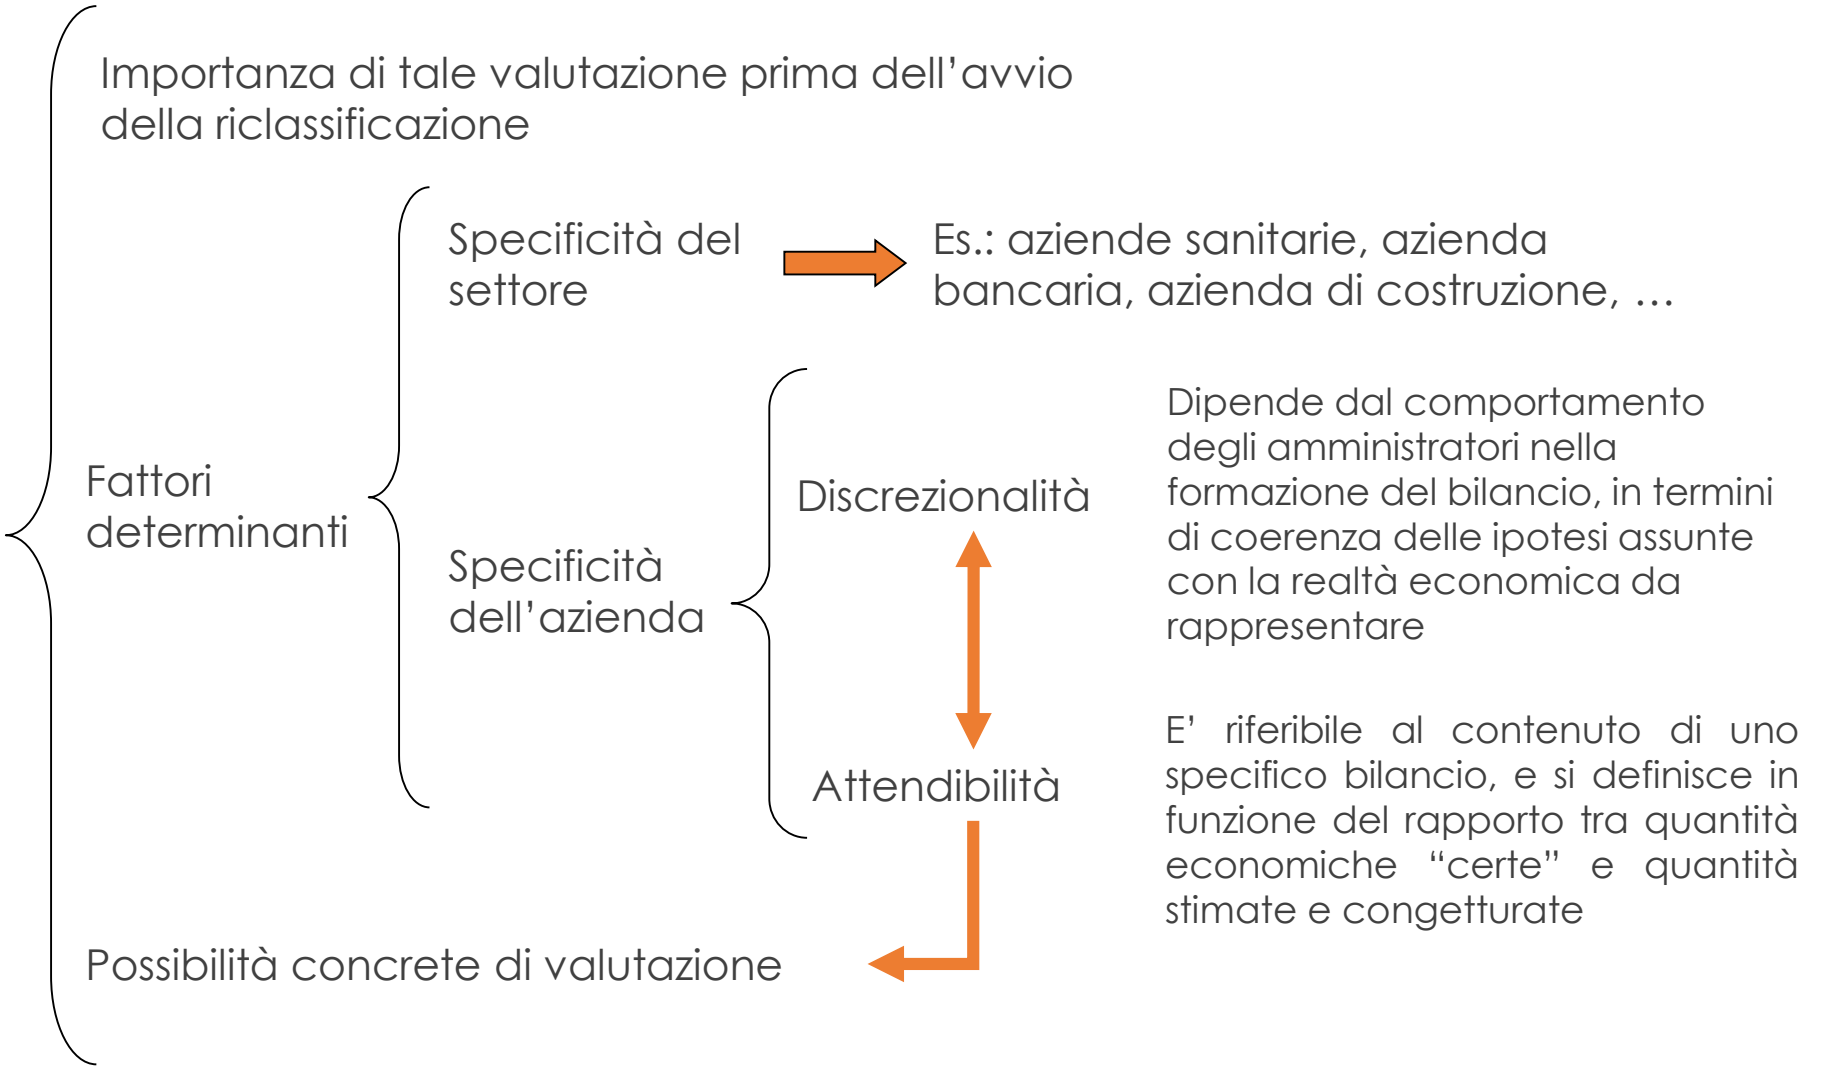 Importanza di tale valutazione prima dell’avvio
della riclassificazione
Specificità del
settore
Es.: aziende sanitarie, azienda
bancaria, azienda di costruzione, …
Fattori
determinanti
Specificità
dell’azienda
Discrezionalità
Dipende dal comportamento
degli amministratori nella
formazione del bilancio, in termini
di coerenza delle ipotesi assunte
con la realtà economica da
rappresentare
Attendibilità
E’ riferibile al contenuto di uno
specifico bilancio, e si definisce in
funzione del rapporto tra quantità
economiche “certe” e quantità
stimate e congetturate
Possibilità concrete di valutazione